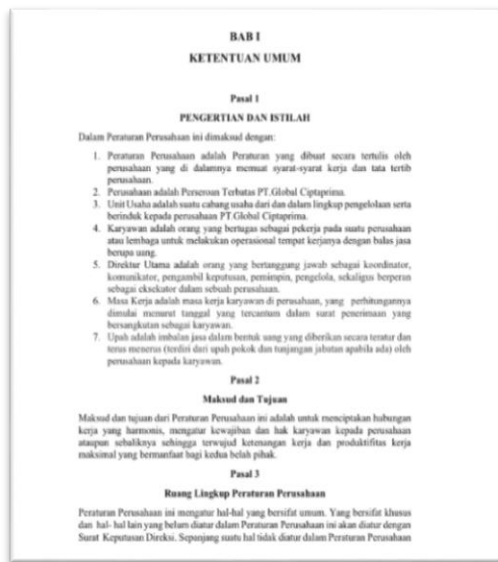 BAB I
KETENTUAN UMUM
Pasal 1
PENGERTIAN DAN ISTILAH
Dalam Peraturan Perusahaan ini dimaksud dengan:
1. Peraturan Perusahaan adalah Peraturan yang dibuat secara tertulis oleh
perusahaan yang di dalamnya memuat syarat-syarat kerja dan tata tertib
perusahaan.
2. Perusahaan adalah Perseroan Terbatas PT.Global Ciptaprima.
3. Unit Usaha adalah suatu cabang usaha dari dan dalam lingkup pengelolaan serta
berinduk kepada perusahaan PT.Global Ciptaprima.
4. Karyawan adalah orang yang bertugas sebagai pekerja pada suatu perusahaan
atau lembaga untuk melakukan operasional tempat kerjanya dengan balas jasa
berupa uang.
5. Direktur Utama adalah orang yang bertanggung jawab sebagai koordinator,
komunikator, pengambil keputusan, pemimpin, pengelola, sekaligus berperan
sebagai eksekutor dalam sebuah perusahaan.
6. Masa Kerja adalah masa kerja karyawan di perusahaan, yang perhitungannya
dimulai menurut tanggal yang tercantum dalam surat penerimaan yang
bersangkutan sebagai karyawan.
7. Upah adalah imbalan jasa dalam bentuk uang yang diberikan secara teratur dan
terus menerus (terdiri dari upah pokok dan tunjangan jabatan apabila ada) oleh
perusahaan kepada karyawan.
Pasal 2
Maksud dan Tujuan
Maksud dan tujuan dari Peraturan Perusahaan ini adalah untuk menciptakan hubungan
kerja yang harmonis, mengatur kewajiban dan hak karyawan kepada perusahaan
ataupun sebaliknya sehingga terwujud ketenangan kerja dan produktifitas kerja
maksimal yang bermanfaat bagi kedua belah pihak.
Pasal 3
Ruang Lingkup Peraturan Perusahaan
Peraturan Perusahaan ini mengatur hal-hal yang bersifat umum. Yang bersifat khusus
dan hal- hal lain yang belum diatur dalam Peraturan Perusahaan ini akan diatur dengan
Surat Keputusan Direksi. Sepanjang suatu hal tidak diatur dalam Peraturan Perusahaan